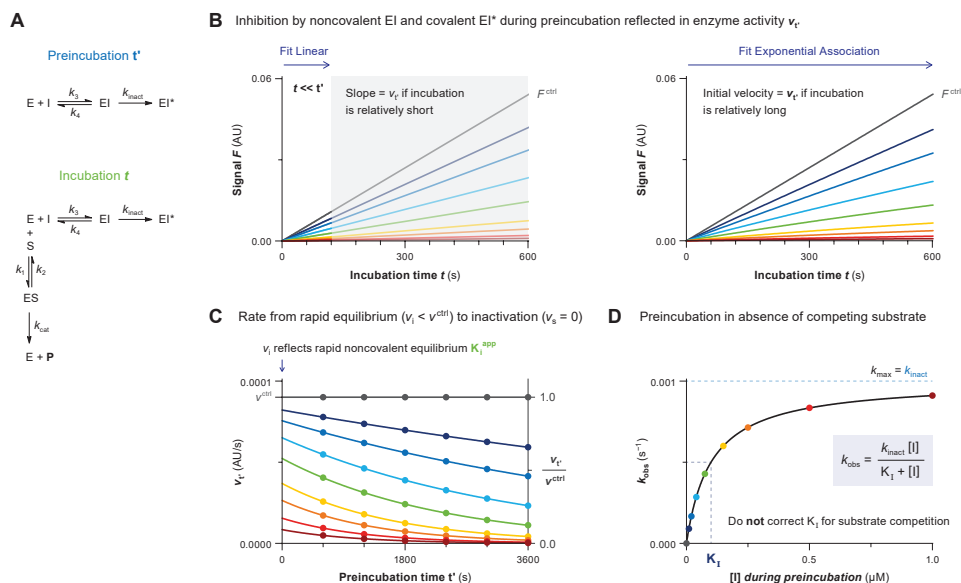 A
Preincubation t'
E + I k3 k4 EI kinact EI*
Incubation t
E + I k3 k4 EI kinact EI*
+
S
k1 k2
ES
kcat
E + P
B Inhibition by noncovalent EI and covalent EI* during preincubation reflected in enzyme activity vt'.
Fit Linear
0.06
t << t'
Slope = vt' if incubation
is relatively short
Fctrl
Signal F (AU)
0.00
0 300 600
Incubation time t (s)
Fit Exponential Association
0.06
Initial velocity = vt' if incubation
is relatively long
Fctrl
Signal F (AU)
0.00
0 300 600
Incubation time t (s)
C Rate from rapid equilibrium (vi < vctrl) to inactivation (vs = 0)
vi reflects rapid noncovalent equilibrium Kiapp
0.0001
vctrl
1.0
vt' (AU/s)
vt'
vctrl
0.0000
0.0
0 1800 3600
Preincubation time t' (s)
D Preincubation in absence of competing substrate
kmax = kinact
0.001
kobs (s-1)
kobs = kinact [I]
KI + [I]
Do not correct KI for substrate competition
0.000
0 KI 0.5 1.0
[I] during preincubation (µM)